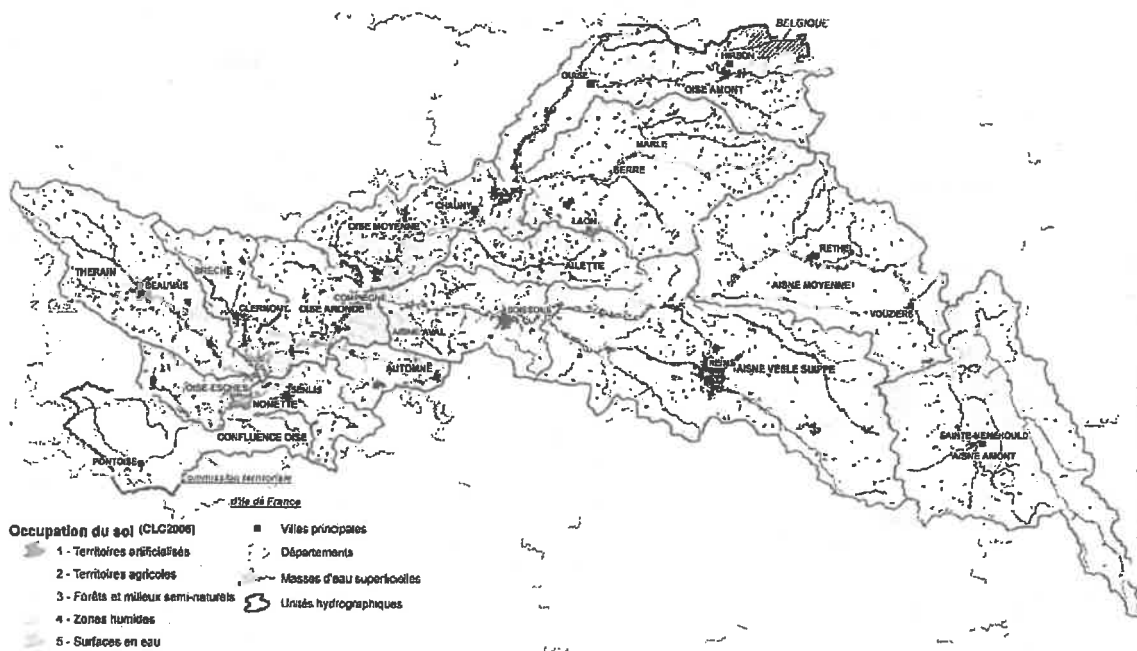 BELGIQUE
HIRSON
GUISE
OISE AMONT
MARLE
SERRE
CHAUNY
LAON
OISE MOYENNE
RETHEL
AILETTE
THERAIN
BRECHE
BEAUVAIS
AISNE MOYENNE
COMPIEGNE
CLERMONT
OISE ARONDE
SOISSONS
VOUZIERS
AISNE AVAL
REIMS
AISNE VESLE SUIPPE
AUTOMNE
OISE ESCHES
SENLIS
NONETTE
CONFLUENCE OISE
SAINTE-MENEHOULD
AISNE AMONT
PONTOISE
Commission territoriale
d'Ile de France
Occupation du sol (CLC2006)
1 - Territoires artificialisés
2 - Territoires agricoles
3 - Forêts et milieux semi-naturels
4 - Zones humides
5 - Surfaces en eau
Villes principales
Départements
Masses d'eau superficielles
Unités hydrographiques